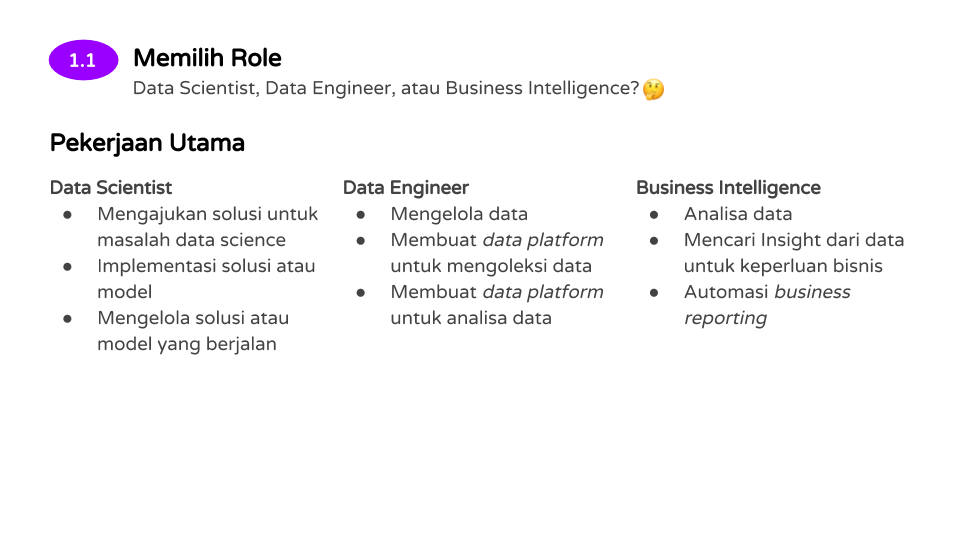 1.1
Memilih Role
Data Scientist, Data Engineer, atau Business Intelligence?🤔
Pekerjaan Utama
Data Scientist
● Mengajukan solusi untuk
masalah data science
● Implementasi solusi atau
model
● Mengelola solusi atau
model yang berjalan
Data Engineer
● Mengelola data
● Membuat data platform
untuk mengoleksi data
● Membuat data platform
untuk analisa data
Business Intelligence
● Analisa data
● Mencari Insight dari data
untuk keperluan bisnis
● Automasi business
reporting